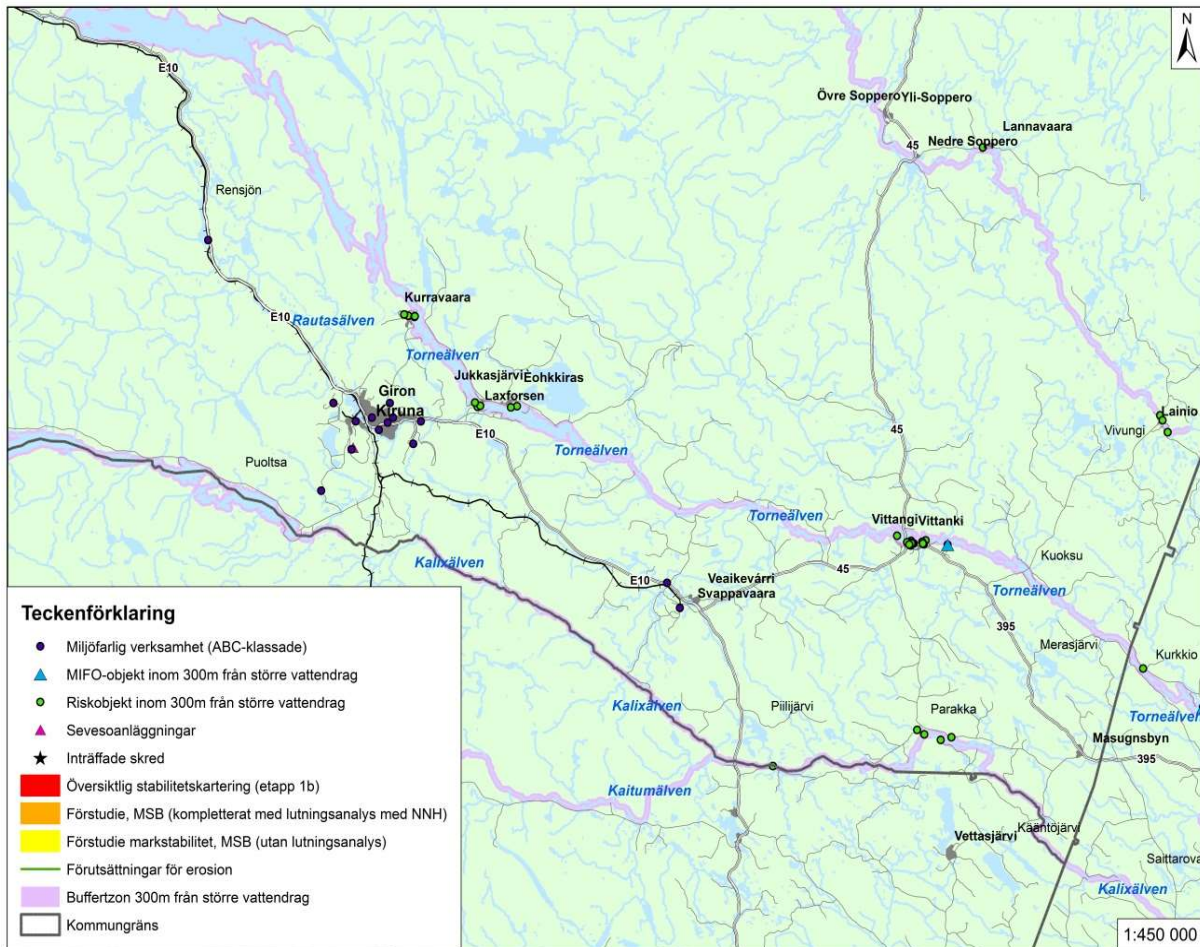 N
E10
Övre Soppero Yli-Soppero
Lannavaara
45
Nedre Soppero
Rensjön
Kurravaara
E10
Rautasälven
Torneälven
Jukkasjärvi Eohkkiras
Giron
Laxforsen
Kiruna
Lainio
Vivungi
45
E10
Torneälven
Puoltsa
Torneälven
Vittangi Vittanki
Kuoksu
Kalixälven
45
Veaikevárri
E10
Svappavaara
Torneälven
395
Merasjärvi
Kurkkio
Kalixälven
Piilijärvi
Parakka
Torneälven
Masugnsbyn
395
Kaitumälven
Vettasjärvi
Kääntöjärvi
Saittarova
Kalixälven
Teckenförklaring
Miljöfarlig verksamhet (ABC-klassade)
MIFO-objekt inom 300m från större vattendrag
Riskobjekt inom 300m från större vattendrag
Sevesoanläggningar
Inträffade skred
Översiktlig stabilitetskartering (etapp 1b)
Förstudie, MSB (kompletterat med lutningsanalys med NNH)
Förstudie markstabilitet, MSB (utan lutningsanalys)
Förutsättningar för erosion
Buffertzon 300m från större vattendrag
Kommungräns
1:450 000